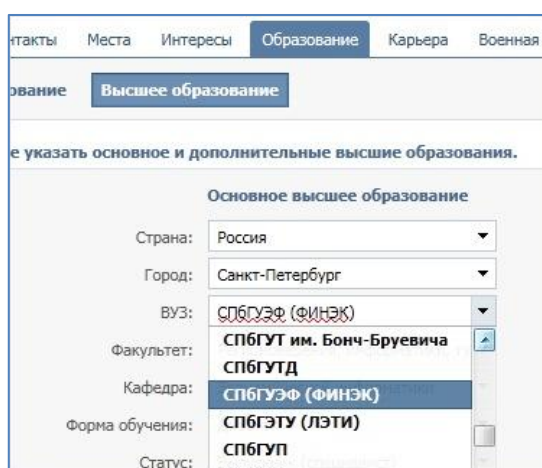 нтакты Места Интересы Образование Карьера Военная
ование Высшее образование
е указать основное и дополнительные высшие образования.
Основное высшее образование
Страна: Россия
Город: Санкт-Петербург
ВУЗ: СПбГУЭФ (ФИНЭК)
СПбГУТ им. Бонч-Бруевича
Факультет:
СПбГУТД
Кафедра: СПбГУЭФ (ФИНЭК)
Форма обучения: СПбГЭТУ (ЛЭТИ)
СПбГУП
Статус: